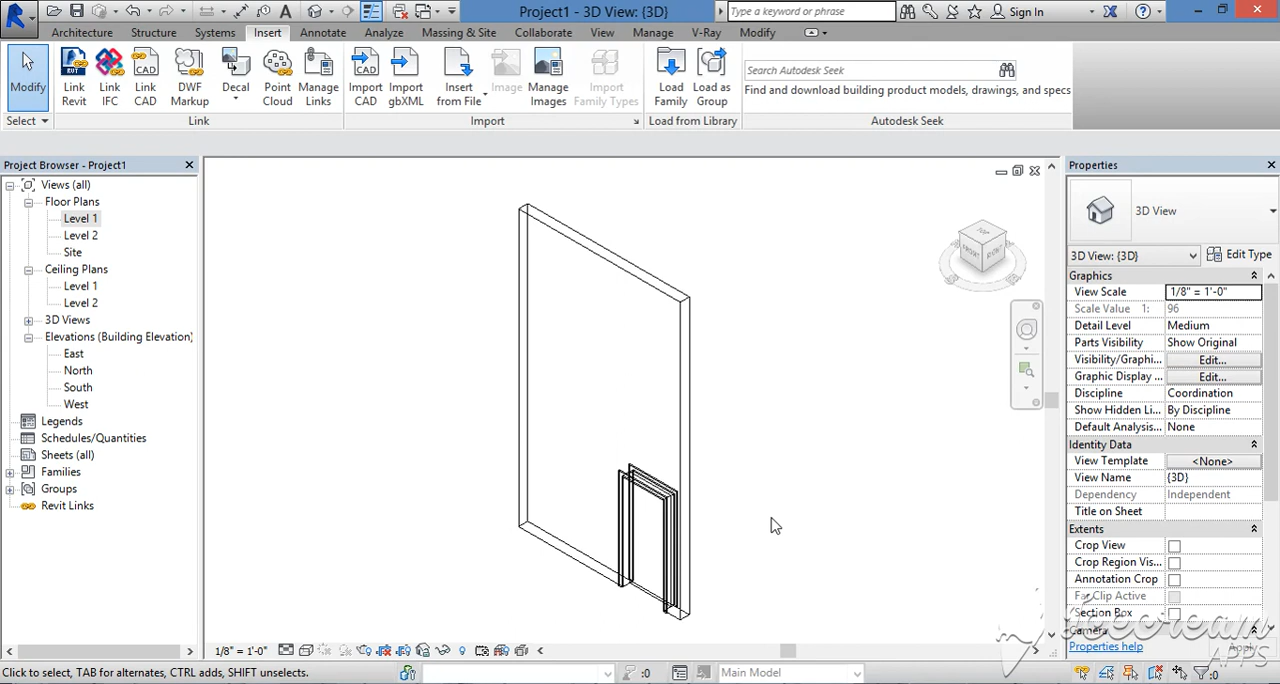 Project1 - 3D View: {3D}
Type a keyword or phrase
Sign In
Architecture Structure Systems Insert Annotate Analyze Massing & Site Collaborate View Manage V-Ray Modify
Modify
Link Revit
Link IFC
Link CAD
DWF Markup
Decal
Point Cloud
Manage Links
Import CAD
Import gbXML
Insert from File
Image
Manage Images
Import Family Types
Load Family
Load as Group
Search Autodesk Seek
Find and download building product models, drawings, and specs
Select
Link
Import
Load from Library
Autodesk Seek
Project Browser - Project1
Views (all)
Floor Plans
Level 1
Level 2
Site
Ceiling Plans
Level 1
Level 2
3D Views
Elevations (Building Elevation)
East
North
South
West
Legends
Schedules/Quantities
Sheets (all)
Families
Groups
Revit Links
TOP
FRONT
RIGHT
Properties
3D View
3D View: {3D} Edit Type
Graphics
View Scale 1/8" = 1'-0"
Scale Value 1: 96
Detail Level Medium
Parts Visibility Show Original
Visibility/Graphi... Edit...
Graphic Display ... Edit...
Discipline Coordination
Show Hidden Li... By Discipline
Default Analysis... None
Identity Data
View Template <None>
View Name {3D}
Dependency Independent
Title on Sheet
Extents
Crop View
Crop Region Vis...
Annotation Crop
Far Clip Active
Section Box
Camera
Properties help Apply
APPS
1/8" = 1'-0"
Click to select, TAB for alternates, CTRL adds, SHIFT unselects.
:0
Main Model
:0